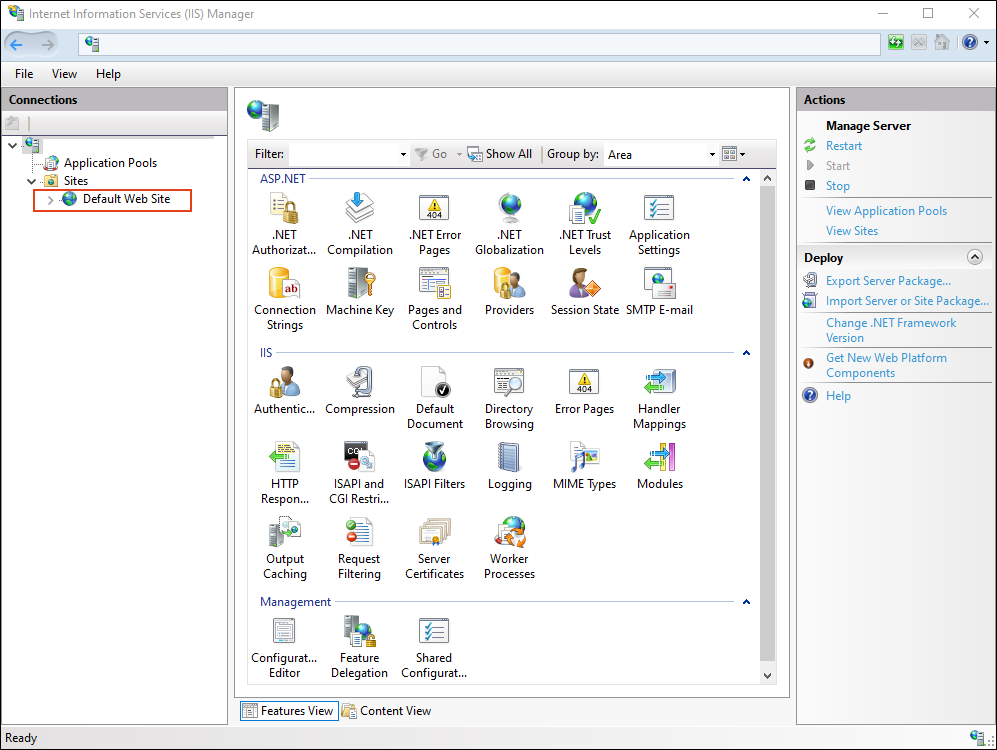 Internet Information Services (IIS) Manager
File View Help
Connections
Application Pools
Sites
Default Web Site
Filter: Go Show All Group by: Area
ASP.NET
.NET Authorizat...
.NET Compilation
.NET Error Pages
.NET Globalization
.NET Trust Levels
Application Settings
Connection Strings
Machine Key
Pages and Controls
Providers
Session State
SMTP E-mail
IIS
Authentic...
Compression
Default Document
Directory Browsing
Error Pages
Handler Mappings
HTTP Respon...
ISAPI and CGI Restri...
ISAPI Filters
Logging
MIME Types
Modules
Output Caching
Request Filtering
Server Certificates
Worker Processes
Management
Configurat... Editor
Feature Delegation
Shared Configurat...
Features View Content View
Actions
Manage Server
Restart
Start
Stop
View Application Pools
View Sites
Deploy
Export Server Package...
Import Server or Site Package...
Change .NET Framework
Version
Get New Web Platform
Components
Help
Ready